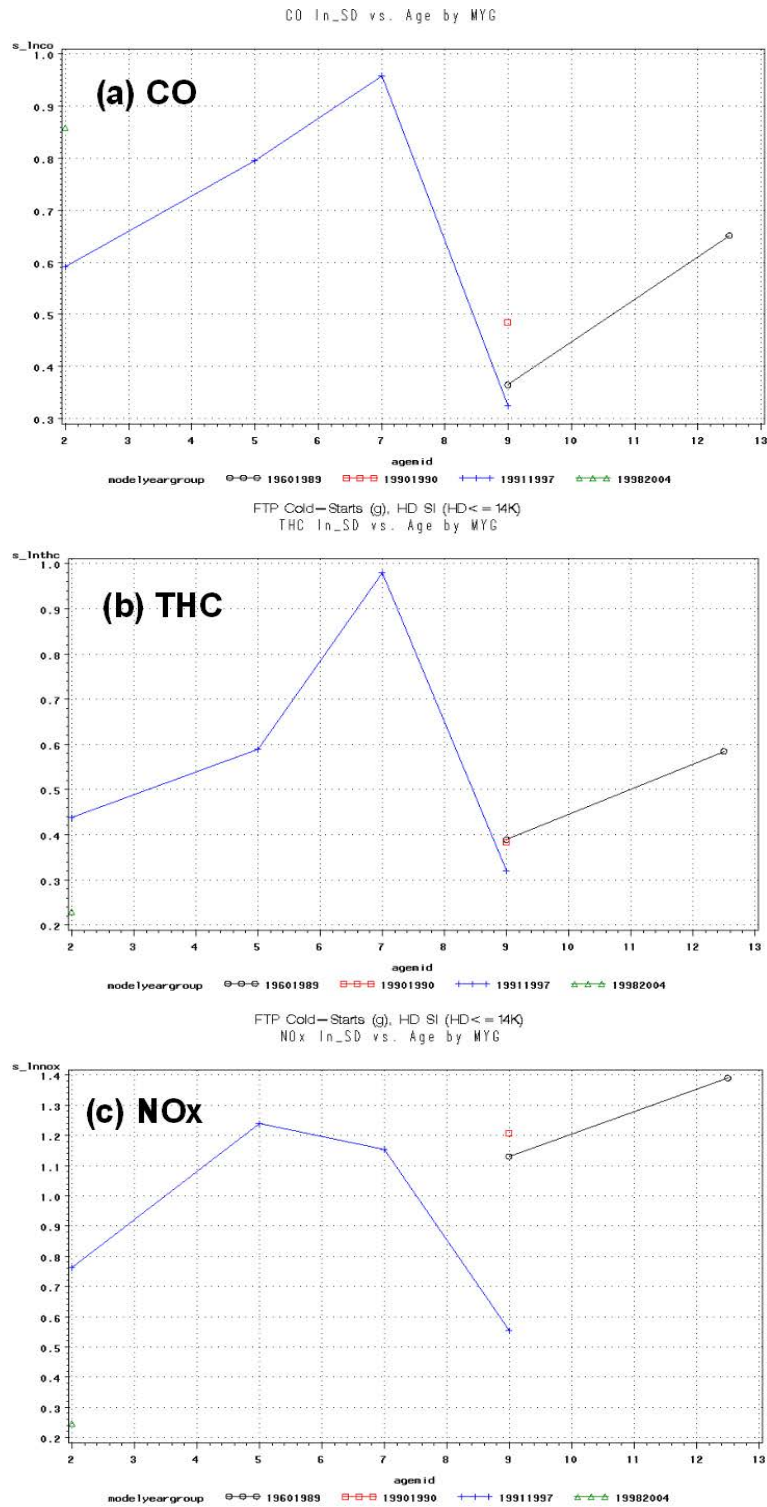 CO ln_SD vs. Age by MYG
s_lnco
1.0
0.9
0.8
0.7
0.6
0.5
0.4
0.3
(a) CO
2 3 4 5 6 7 8 9 10 11 12 13
agemid
modelyeargroup 19601989 19901990 19911997 19982004
FTP Cold-Starts (g), HD SI (HD<=14K)
THC ln_SD vs. Age by MYG
s_lnthc
1.0
0.9
0.8
0.7
0.6
0.5
0.4
0.3
0.2
(b) THC
2 3 4 5 6 7 8 9 10 11 12 13
agemid
modelyeargroup 19601989 19901990 19911997 19982004
FTP Cold-Starts (g), HD SI (HD<=14K)
NOx ln_SD vs. Age by MYG
s_lnnox
1.4
1.3
1.2
1.1
1.0
0.9
0.8
0.7
0.6
0.5
0.4
0.3
0.2
(c) NOx
2 3 4 5 6 7 8 9 10 11 12 13
agemid
modelyeargroup 19601989 19901990 19911997 19982004